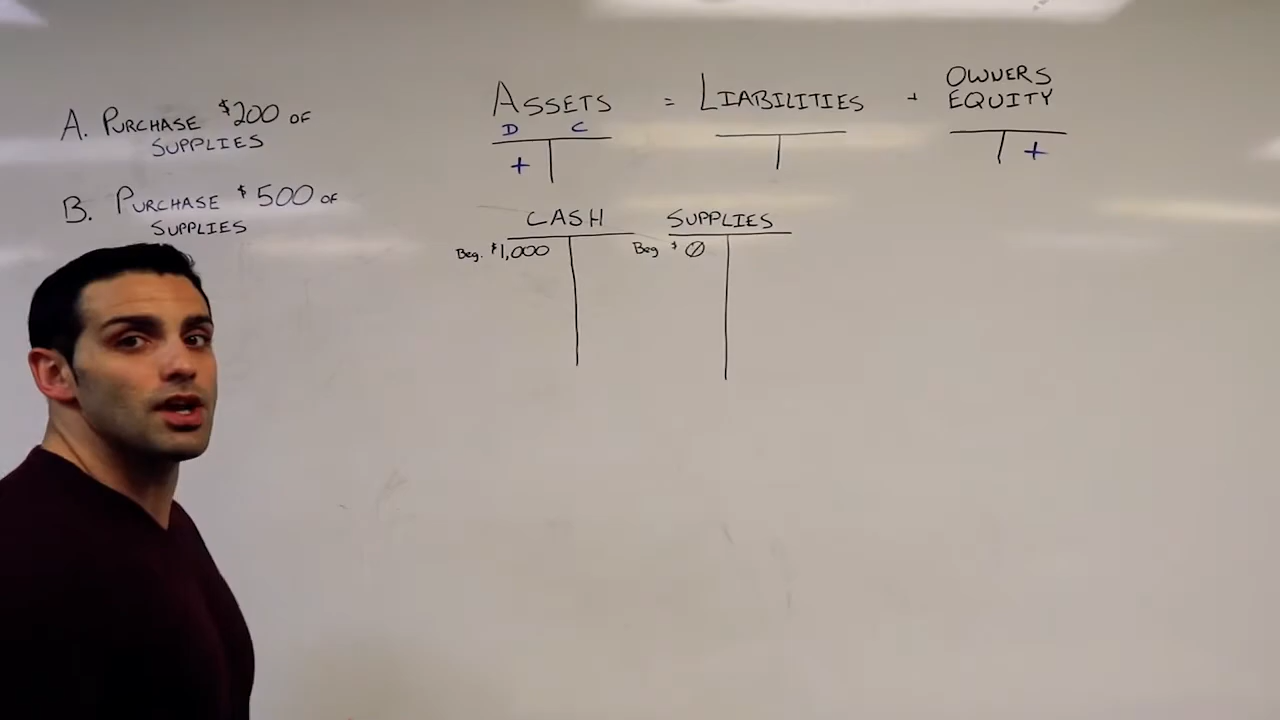 A. PURCHASE $200 OF
SUPPLIES
B. PURCHASE $500 OF
SUPPLIES
ASSETS = LIABILITIES + OWNERS
EQUITY
D C
+ +
CASH SUPPLIES
Beg. $1,000 Beg $ ∅